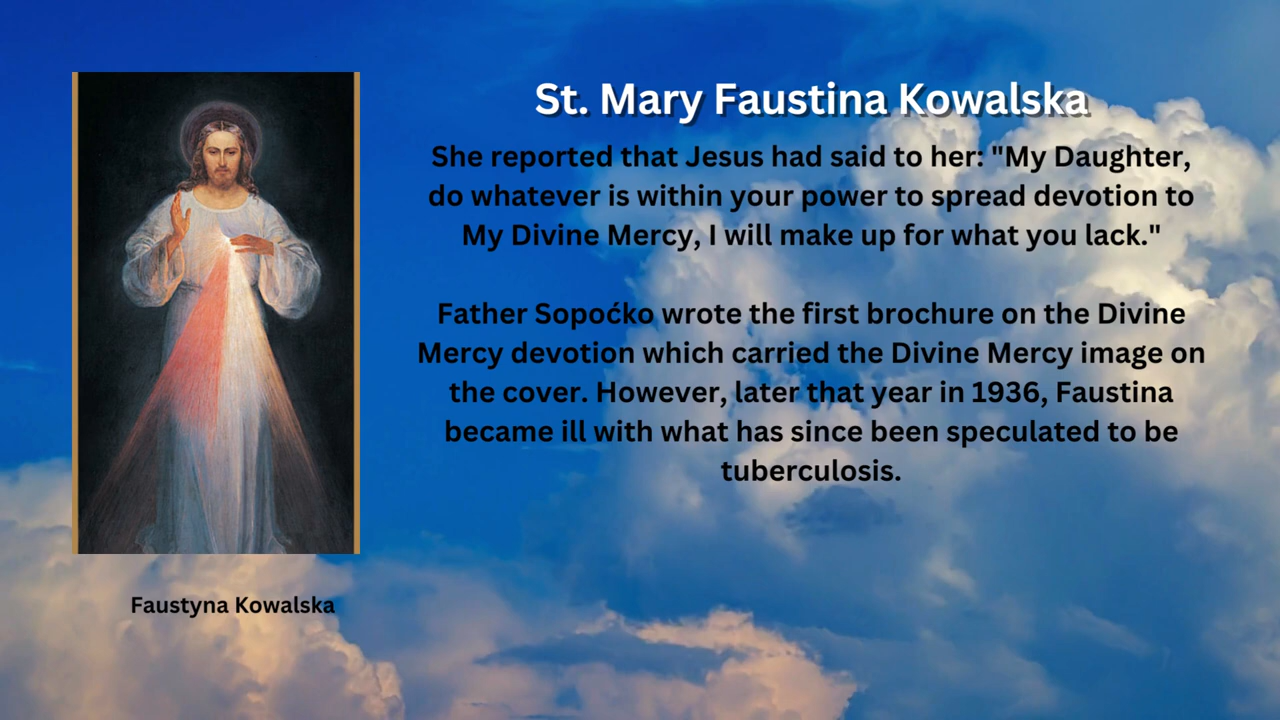 St. Mary Faustina Kowalska
She reported that Jesus had said to her: "My Daughter,
do whatever is within your power to spread devotion to
My Divine Mercy, I will make up for what you lack."
Father Sopoćko wrote the first brochure on the Divine
Mercy devotion which carried the Divine Mercy image on
the cover. However, later that year in 1936, Faustina
became ill with what has since been speculated to be
tuberculosis.
Faustyna Kowalska